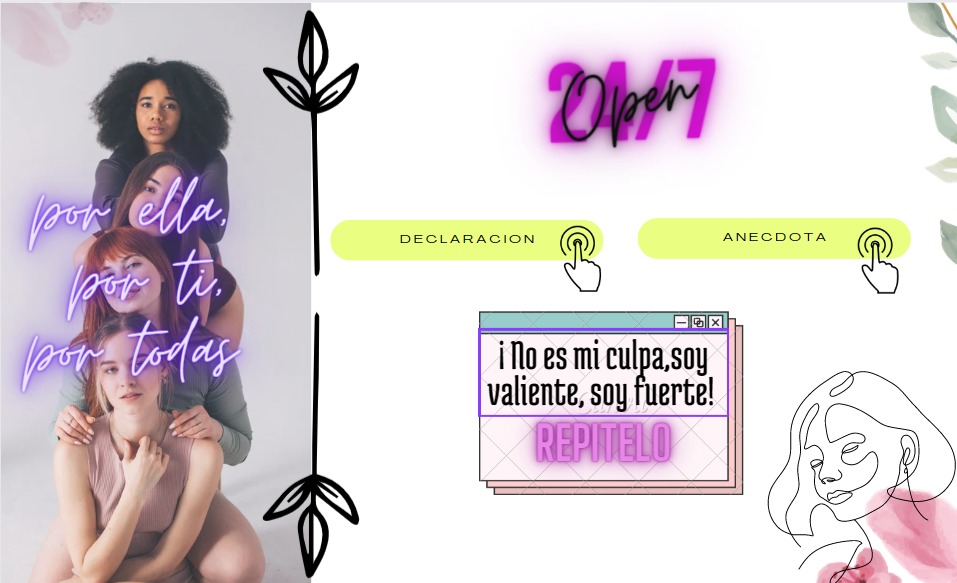 por ella,
por ti,
por todas
24/7
Open
DECLARACION
ANECDOTA
¡ No es mi culpa,soy
valiente, soy fuerte!
REPITELO